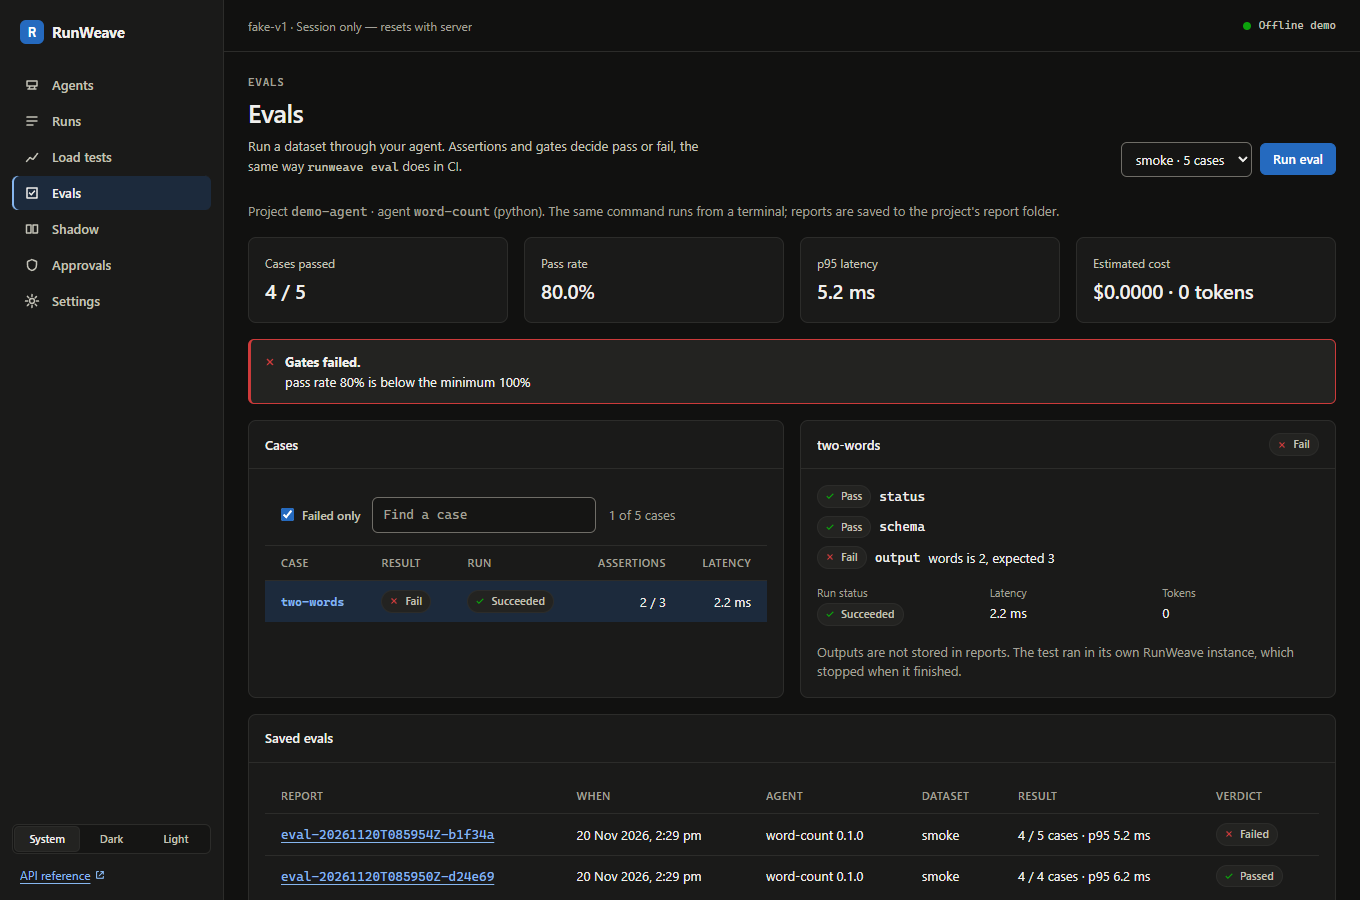 R RunWeave
Agents
Runs
Load tests
Evals
Shadow
Approvals
Settings
System Dark Light
API reference
fake-v1 · Session only — resets with server
Offline demo
EVALS
Evals
Run a dataset through your agent. Assertions and gates decide pass or fail, the
same way runweave eval does in CI.
smoke · 5 cases
Run eval
Project demo-agent · agent word-count (python). The same command runs from a terminal; reports are saved to the project's report folder.
Cases passed
4 / 5
Pass rate
80.0%
p95 latency
5.2 ms
Estimated cost
$0.0000 · 0 tokens
Gates failed.
pass rate 80% is below the minimum 100%
Cases
Failed only
Find a case
1 of 5 cases
CASE RESULT RUN ASSERTIONS LATENCY
two-words Fail Succeeded 2 / 3 2.2 ms
two-words
Fail
Pass status
Pass schema
Fail output words is 2, expected 3
Run status Latency Tokens
Succeeded 2.2 ms 0
Outputs are not stored in reports. The test ran in its own RunWeave instance, which
stopped when it finished.
Saved evals
REPORT WHEN AGENT DATASET RESULT VERDICT
eval-20261120T085954Z-b1f34a 20 Nov 2026, 2:29 pm word-count 0.1.0 smoke 4 / 5 cases · p95 5.2 ms Failed
eval-20261120T085950Z-d24e69 20 Nov 2026, 2:29 pm word-count 0.1.0 smoke 4 / 4 cases · p95 6.2 ms Passed